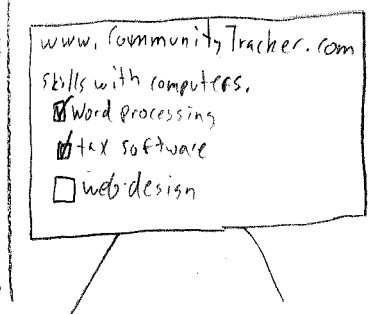 www.CommunityTracker.com
skills with computers.
word processing
tax software
web design